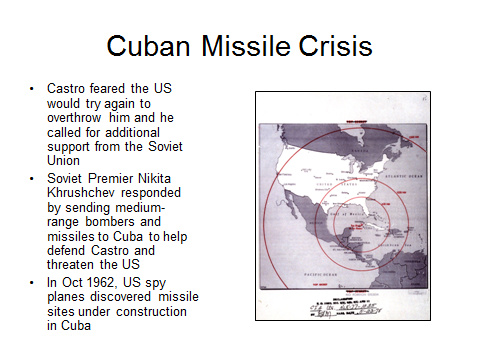 Cuban Missile Crisis
• Castro feared the US
would try again to
overthrow him and he
called for additional
support from the Soviet
Union
• Soviet Premier Nikita
Khrushchev responded
by sending medium-
range bombers and
missiles to Cuba to help
defend Castro and
threaten the US
• In Oct 1962, US spy
planes discovered missile
sites under construction
in Cuba
CANADA
UNITED STATES
ATLANTIC OCEAN
Gulf of Mexico
PACIFIC OCEAN